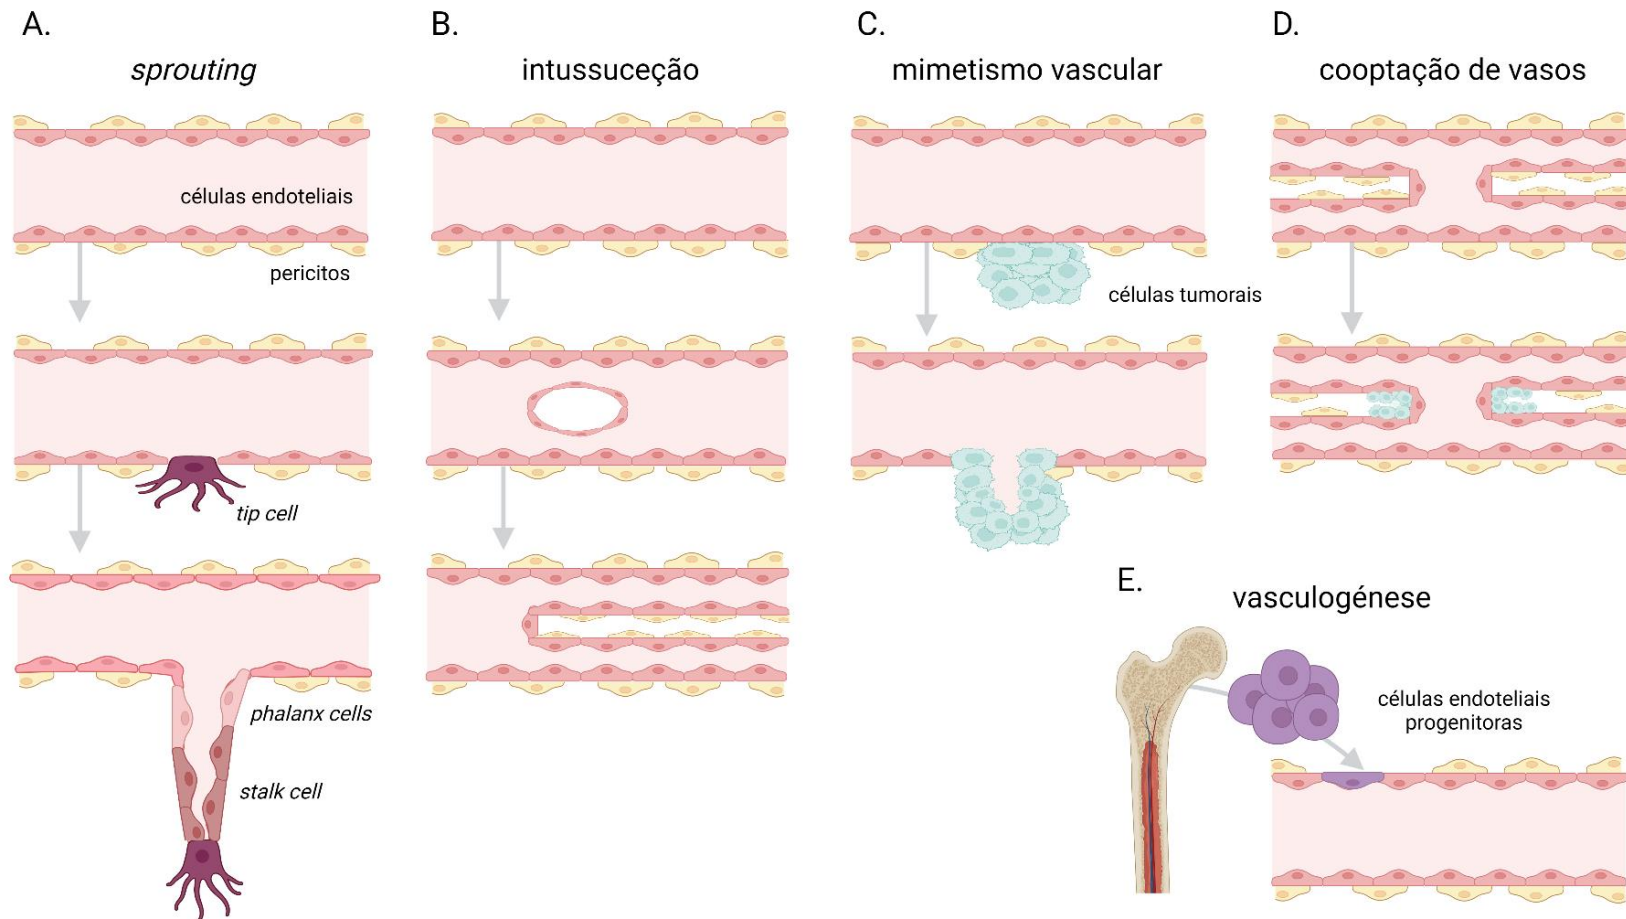 A.
sprouting
células endoteliais
pericitos
tip cell
phalanx cells
stalk cell
B.
intussuceção
C.
mimetismo vascular
células tumorais
D.
cooptação de vasos
E.
vasculogénese
células endoteliais
progenitoras